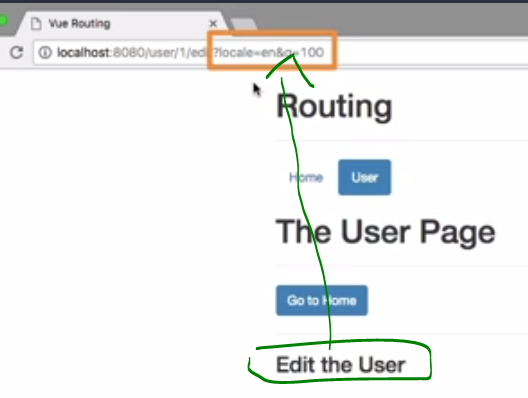 Vue Routing
localhost:8080/user/1/edit?locale=en&q=100
Routing
Home User
The User Page
Go to Home
Edit the User